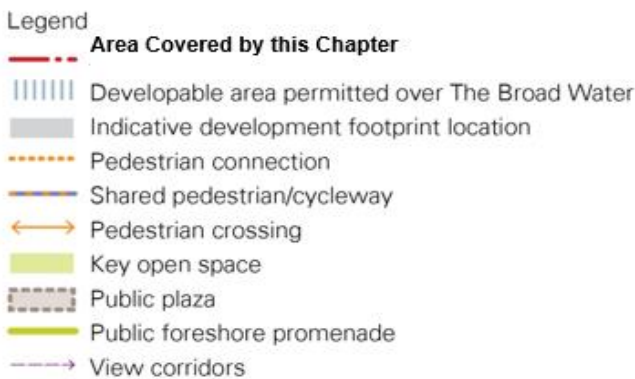 Legend
Area Covered by this Chapter
Developable area permitted over The Broad Water
Indicative development footprint location
Pedestrian connection
Shared pedestrian/cycleway
Pedestrian crossing
Key open space
Public plaza
Public foreshore promenade
View corridors